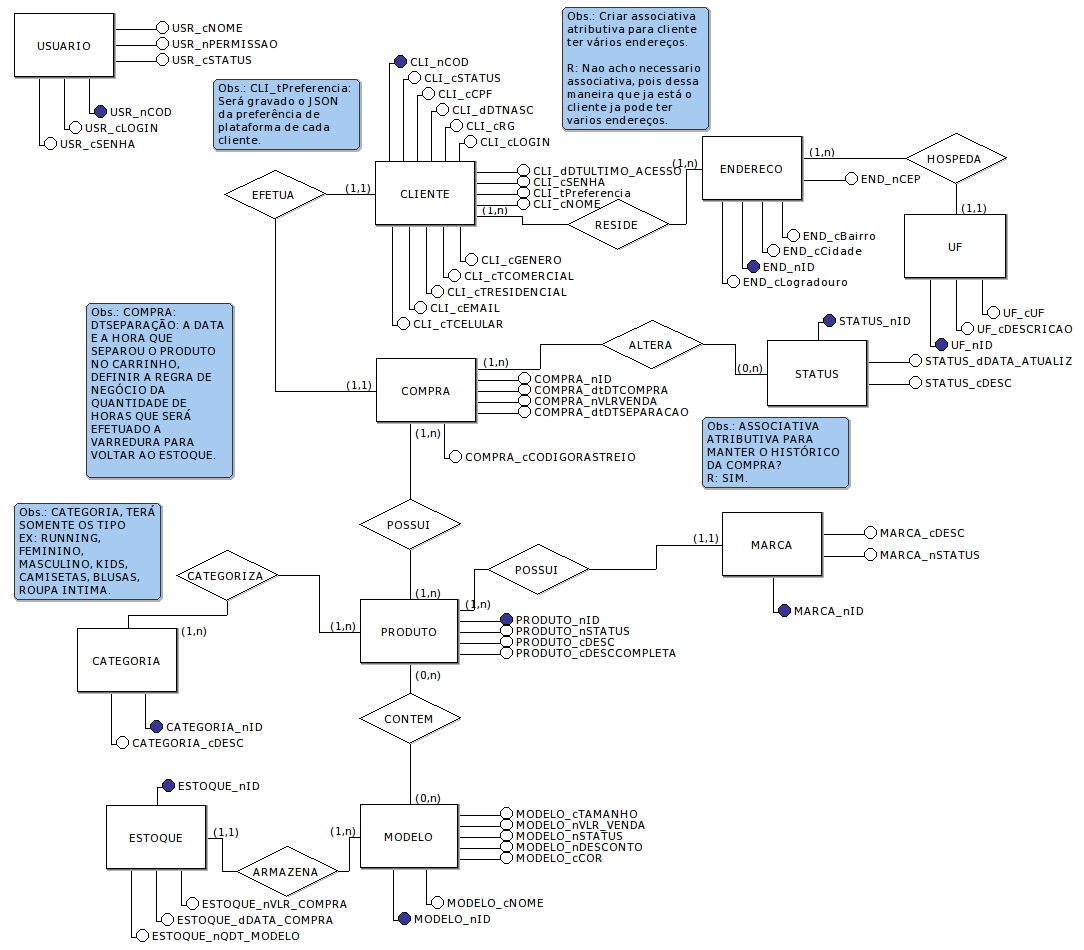 USUARIO
USR_cNOME
USR_nPERMISSAO
USR_cSTATUS
USR_nCOD
USR_cLOGIN
USR_cSENHA
Obs.: CLI_tPreferencia:
Será gravado o JSON
da preferência de
plataforma de cada
cliente.
Obs.: Criar associativa
atributiva para cliente
ter vários endereços.
R: Nao acho necessario
associativa, pois dessa
maneira que ja está o
cliente ja pode ter
varios endereços.
CLI_nCOD
CLI_cSTATUS
CLI_cCPF
CLI_dDTNASC
CLI_cRG
CLI_cLOGIN
EFETUA
(1,1)
CLIENTE
CLI_dDTULTIMO_ACESSO
CLI_cSENHA
CLI_tPreferencia
CLI_cNOME
(1,n)
RESIDE
(1,n)
ENDERECO
(1,n)
HOSPEDA
END_nCEP
(1,1)
UF
END_cBairro
END_cCidade
END_nID
END_cLogradouro
UF_cUF
UF_cDESCRICAO
UF_nID
CLI_cGENERO
CLI_cTCOMERCIAL
CLI_cTRESIDENCIAL
CLI_cEMAIL
CLI_cTCELULAR
Obs.: COMPRA:
DTSEPARAÇÃO: A DATA
E A HORA QUE
SEPAROU O PRODUTO
NO CARRINHO,
DEFINIR A REGRA DE
NEGÓCIO DA
QUANTIDADE DE
HORAS QUE SERÁ
EFETUADO A
VARREDURA PARA
VOLTAR AO ESTOQUE.
(1,1)
COMPRA
(1,n)
ALTERA
(0,n)
STATUS
STATUS_nID
STATUS_dDATA_ATUALIZ
STATUS_cDESC
COMPRA_nID
COMPRA_dtDTCOMPRA
COMPRA_nVLRVENDA
COMPRA_dtDTSEPARACAO
(1,n)
COMPRA_cCODIGORASTREIO
Obs.: ASSOCIATIVA
ATRIBUTIVA PARA
MANTER O HISTÓRICO
DA COMPRA?
R: SIM.
Obs.: CATEGORIA, TERÁ
SOMENTE OS TIPO
EX: RUNNING,
FEMININO,
MASCULINO, KIDS,
CAMISETAS, BLUSAS,
ROUPA INTIMA.
POSSUI
CATEGORIZA
POSSUI
(1,1)
MARCA
MARCA_cDESC
MARCA_nSTATUS
MARCA_nID
(1,n)
(1,n)
(1,n)
PRODUTO
PRODUTO_nID
PRODUTO_nSTATUS
PRODUTO_cDESC
PRODUTO_cDESCCOMPLETA
(1,n)
CATEGORIA
CATEGORIA_nID
CATEGORIA_cDESC
(0,n)
CONTEM
(0,n)
ESTOQUE_nID
ESTOQUE
(1,1)
ARMAZENA
(1,n)
MODELO
MODELO_cTAMANHO
MODELO_nVLR_VENDA
MODELO_nSTATUS
MODELO_nDESCONTO
MODELO_cCOR
MODELO_cNOME
MODELO_nID
ESTOQUE_nVLR_COMPRA
ESTOQUE_dDATA_COMPRA
ESTOQUE_nQDT_MODELO